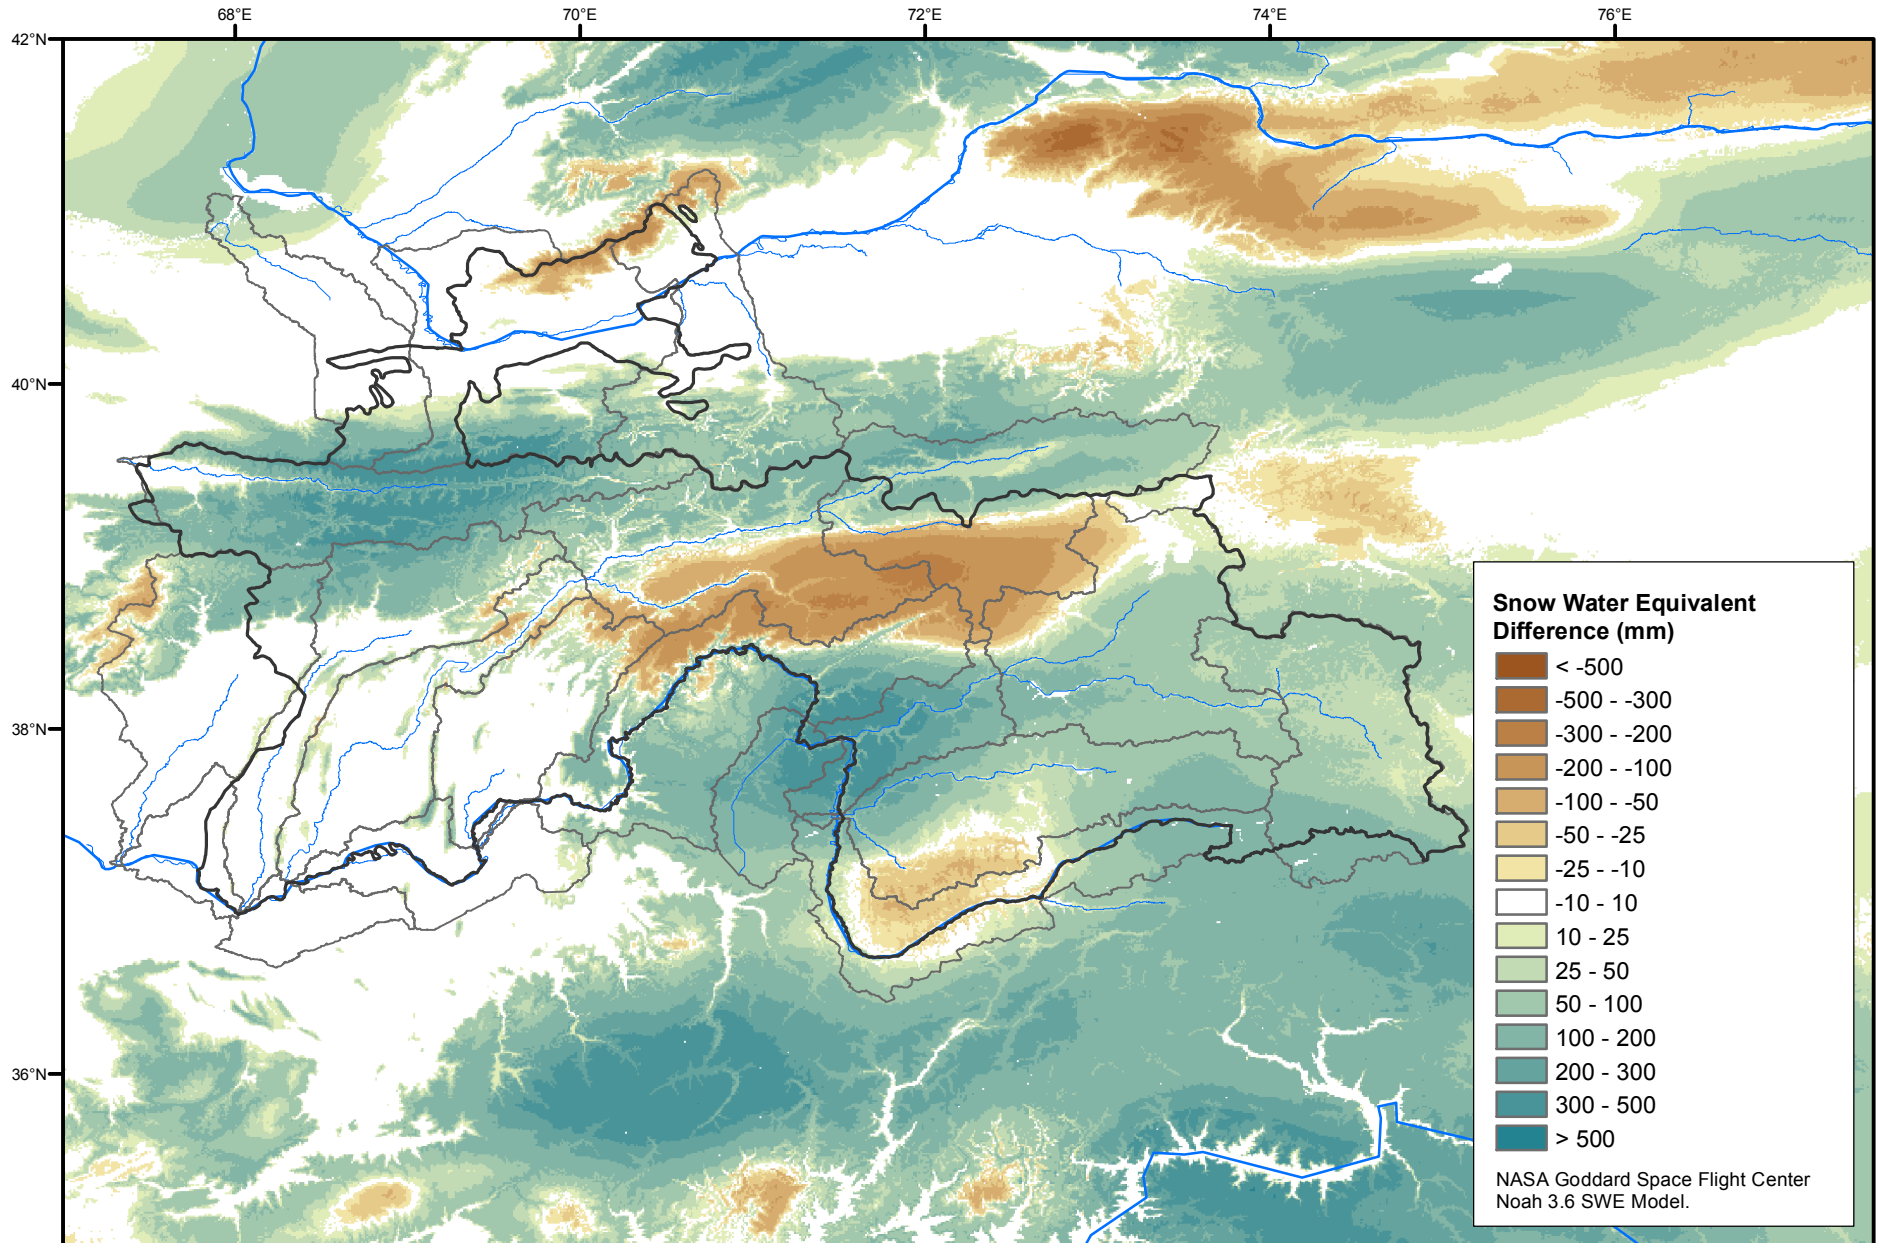 68°E
70°E
72°E
74°E
76°E
42°N
40°N
38°N
36°N
Snow Water Equivalent
Difference (mm)
< -500
-500 - -300
-300 - -200
-200 - -100
-100 - -50
-50 - -25
-25 - -10
-10 - 10
10 - 25
25 - 50
50 - 100
100 - 200
200 - 300
300 - 500
> 500
NASA Goddard Space Flight Center
Noah 3.6 SWE Model.